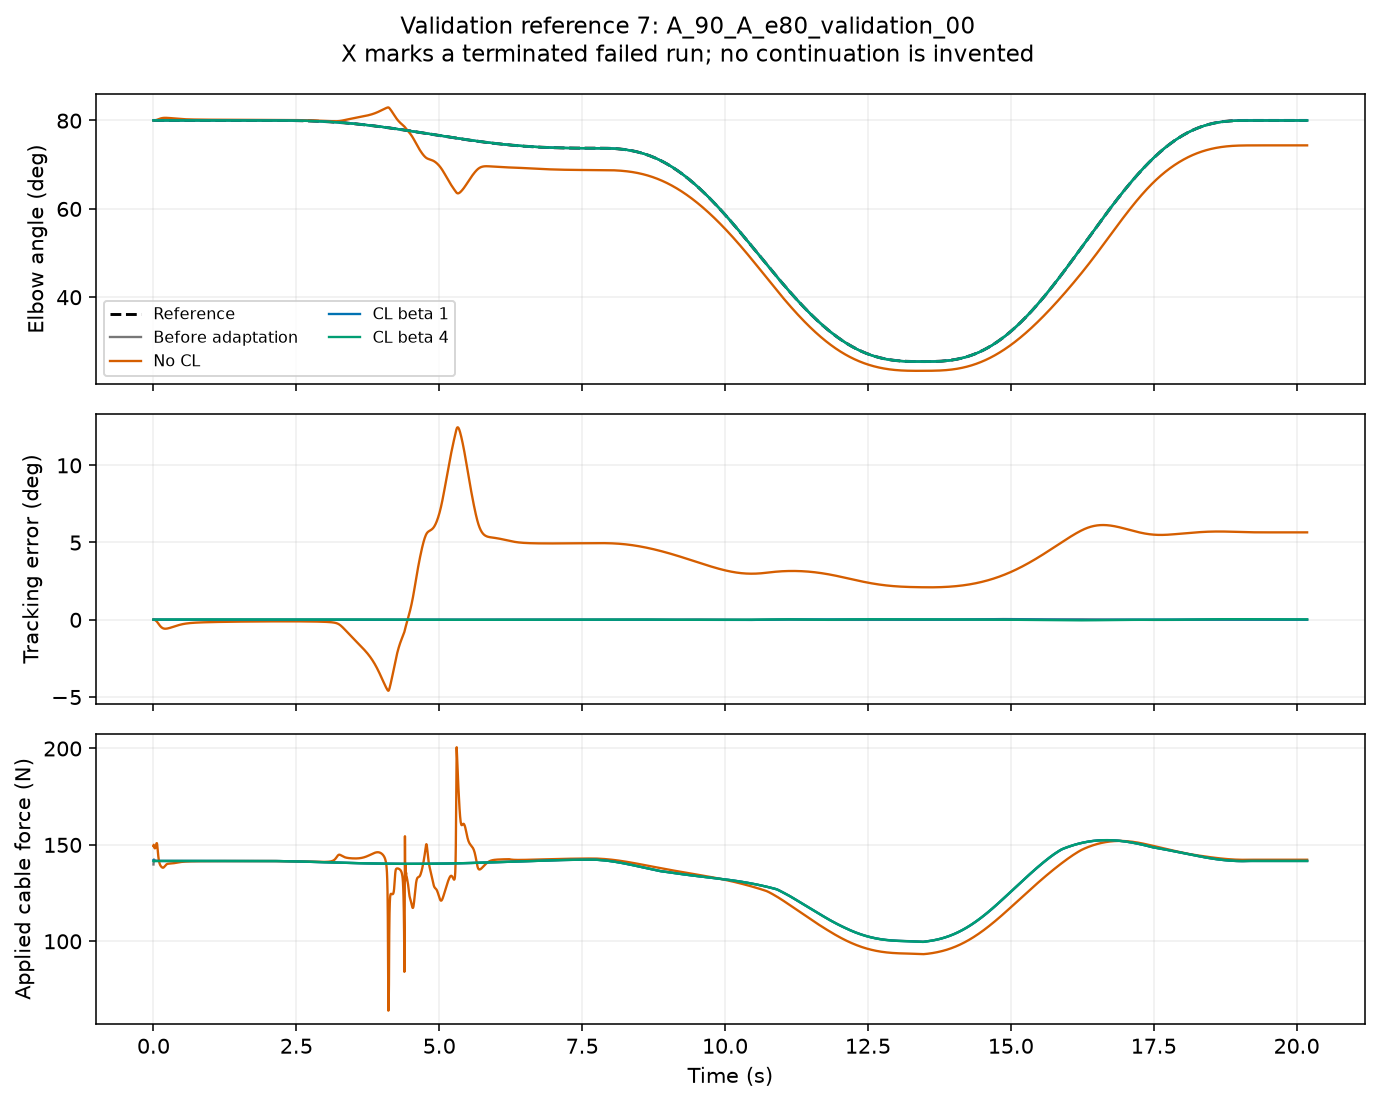 Validation reference 7: A_90_A_e80_validation_00
X marks a terminated failed run; no continuation is invented
Elbow angle (deg)
80
60
40
Reference
Before adaptation
No CL
CL beta 1
CL beta 4
Tracking error (deg)
10
5
0
−5
Applied cable force (N)
200
150
100
0.0 2.5 5.0 7.5 10.0 12.5 15.0 17.5 20.0
Time (s)